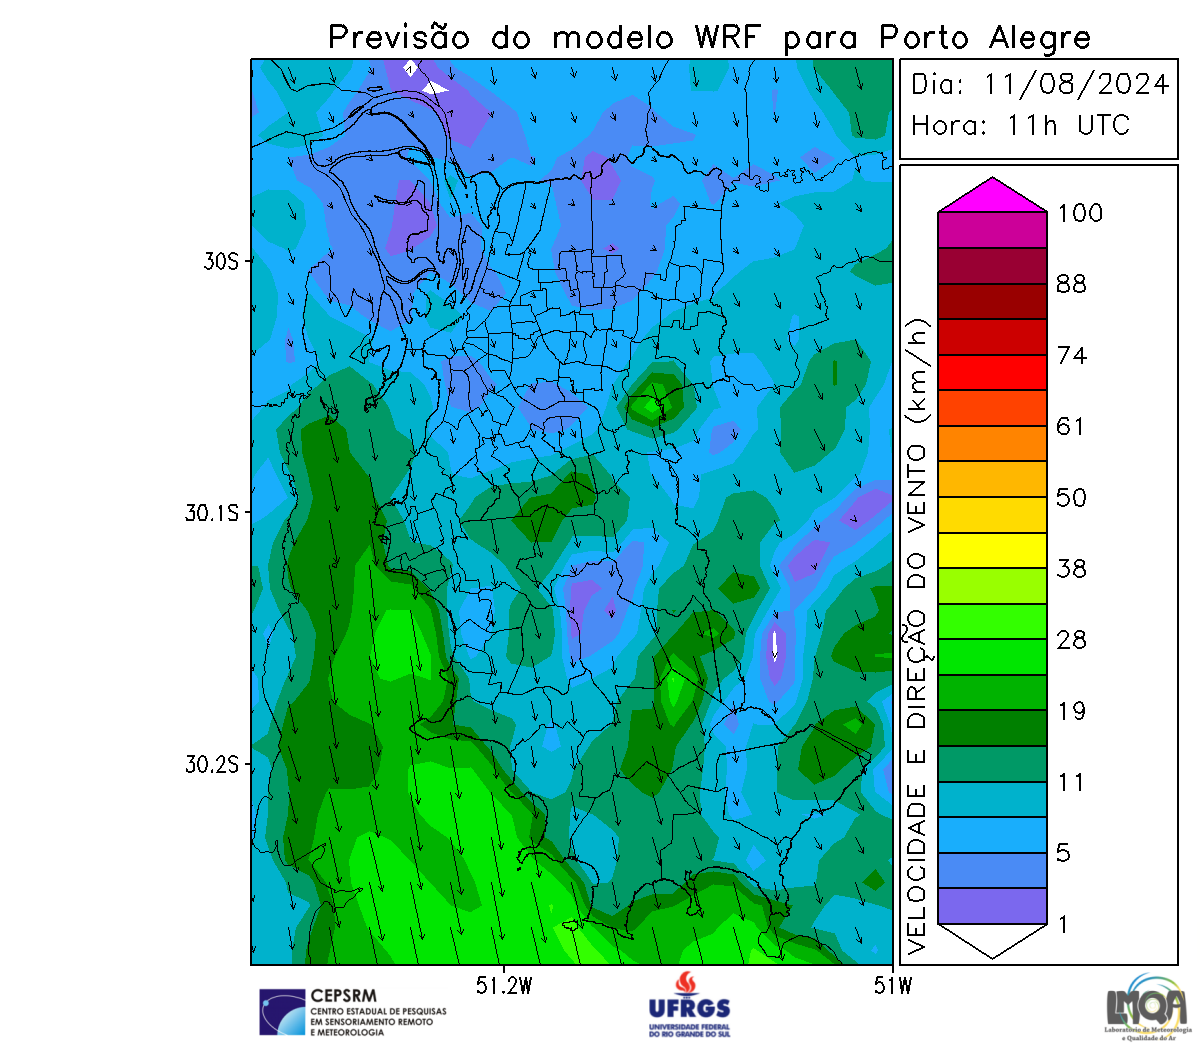 Previsão do modelo WRF para Porto Alegre
Dia: 11/08/2024
Hora: 11h UTC
30S
30.1S
30.2S
51.2W
51W
VELOCIDADE E DIREÇÃO DO VENTO (km/h)
100
88
74
61
50
38
28
19
11
5
1
CEPSRM
CENTRO ESTADUAL DE PESQUISAS
EM SENSORIAMENTO REMOTO
E METEOROLOGIA
UFRGS
UNIVERSIDADE FEDERAL
DO RIO GRANDE DO SUL
LMQA
Laboratório de Meteorologia
e Qualidade do Ar